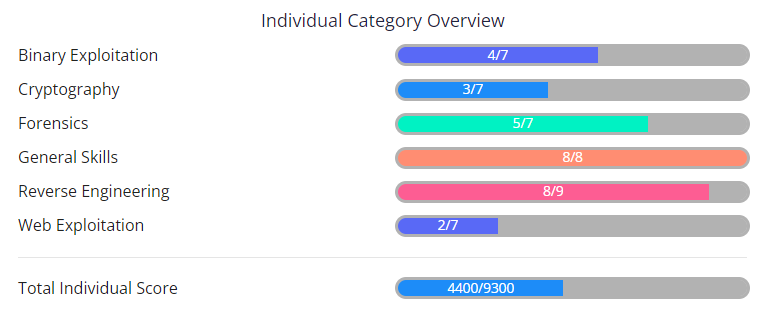 Individual Category Overview
Binary Exploitation 4/7
Cryptography 3/7
Forensics 5/7
General Skills 8/8
Reverse Engineering 8/9
Web Exploitation 2/7
Total Individual Score 4400/9300